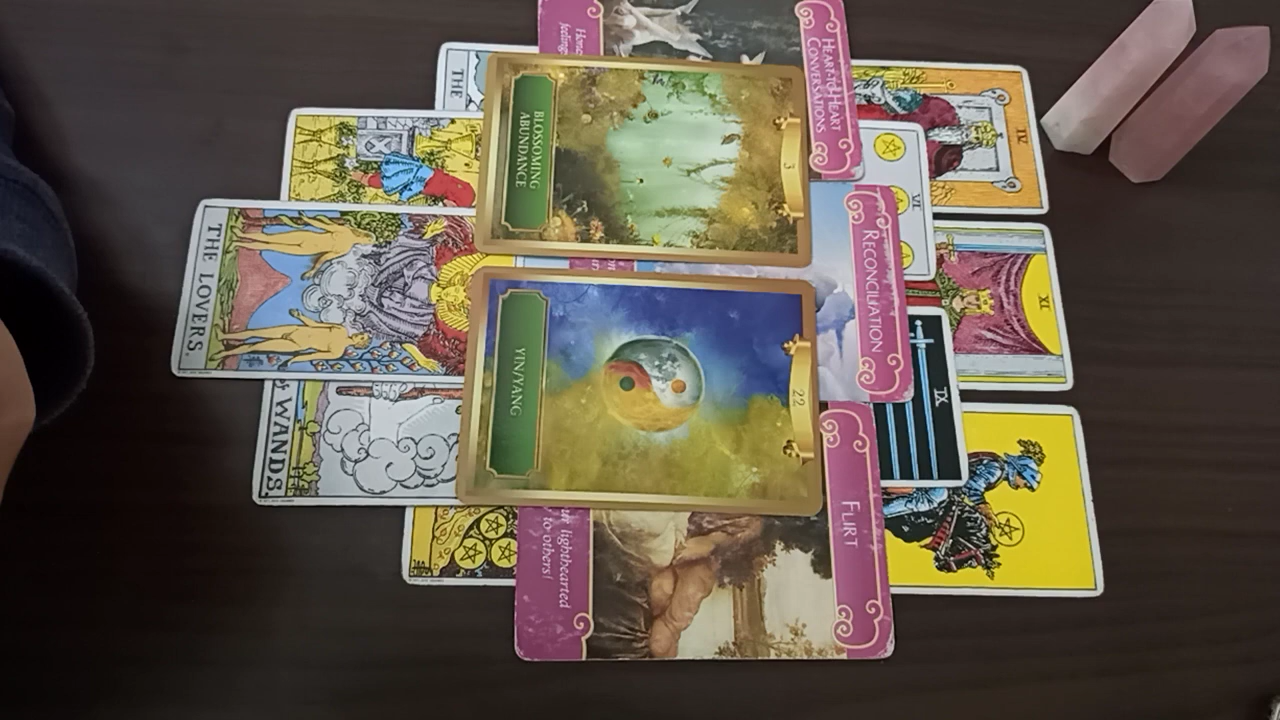 HEART-TO-HEART
CONVERSATIONS
THE
BLOSSOMING
ABUNDANCE
3
IV
VI
THE LOVERS.
RECONCILIATION
XI
YIN/YANG
22
IX
OF WANDS.
FLIRT
lighthearted
to others!